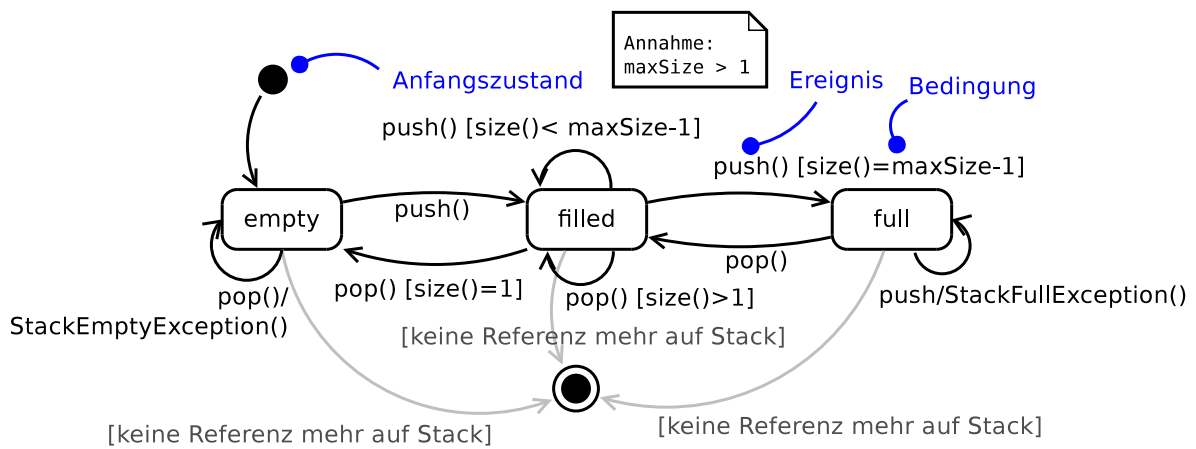 Annahme:
maxSize > 1
Anfangszustand
Ereignis
Bedingung
push() [size()< maxSize-1]
push() [size()=maxSize-1]
empty
push()
filled
full
pop()
pop() [size()=1]
pop() [size()>1]
push/StackFullException()
pop()/
StackEmptyException()
[keine Referenz mehr auf Stack]
[keine Referenz mehr auf Stack]
[keine Referenz mehr auf Stack]